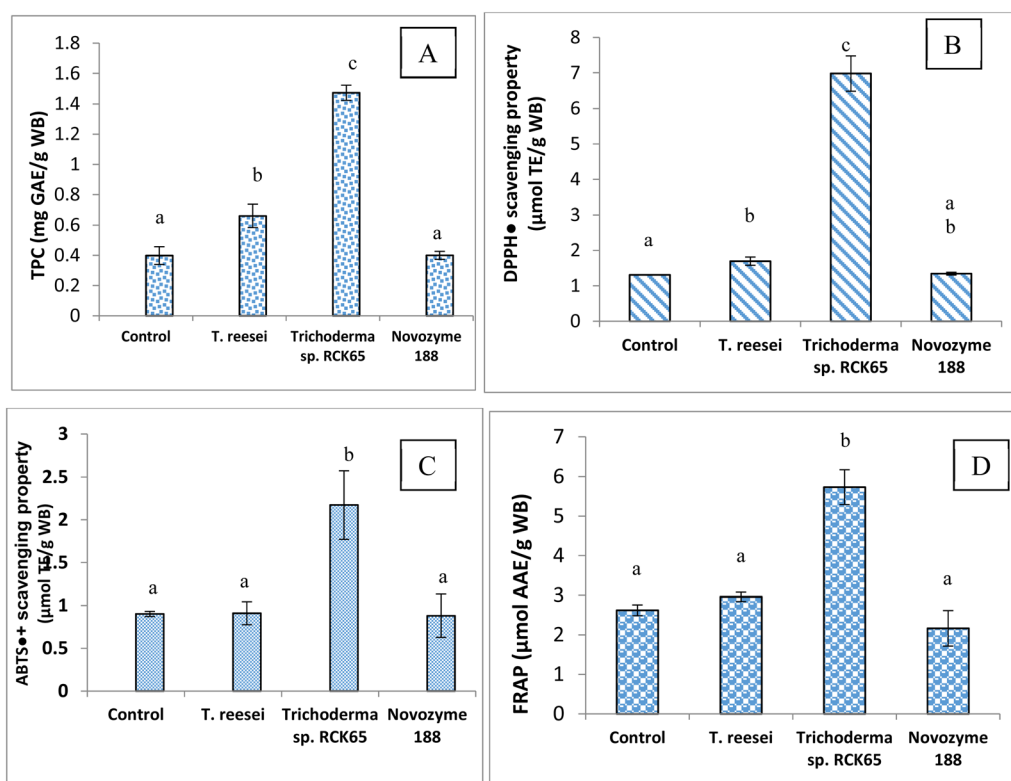 A
TPC (mg GAE/g WB)
1.8
1.6
1.4
1.2
1
0.8
0.6
0.4
0.2
0
a
b
c
a
Control
T. reesei
Trichoderma
sp. RCK65
Novozyme
188
B
DPPH● scavenging property
(μmol TE/g WB)
8
7
6
5
4
3
2
1
0
a
b
c
a
b
Control
T. reesei
Trichoderma
sp. RCK65
Novozyme
188
C
ABTS●+ scavenging property
(μmol TE/g WB)
3
2.5
2
1.5
1
0.5
0
a
a
b
a
Control
T. reesei
Trichoderma
sp. RCK65
Novozyme
188
D
FRAP (μmol AAE/g WB)
7
6
5
4
3
2
1
0
a
a
b
a
Control
T. reesei
Trichoderma
sp. RCK65
Novozyme
188